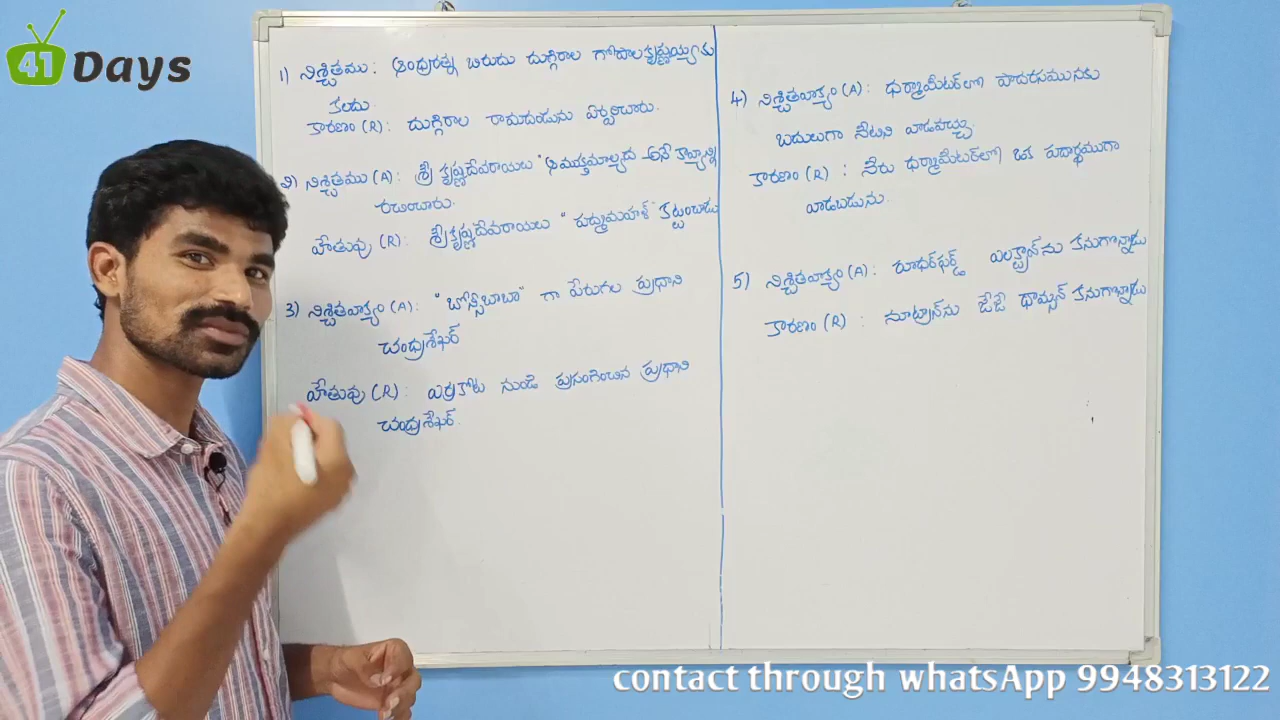 41 Days
1) నిశ్చితము : ఆంధ్రరత్న బిరుదు దుగ్గిరాల గోపాలకృష్ణయ్యకు
కలదు
కారణం (R) : దుగ్గిరాల రామదండును ఏర్పరిచారు.
2) నిశ్చితము (A) : శ్రీ కృష్ణదేవరాయలు "ఆముక్తమాల్యద అనే కావ్యాన్ని
రచించారు.
హేతువు (R) : శ్రీకృష్ణదేవరాయలు " పద్మమహల్" కట్టించాడు
3) నిశ్చితవాక్యం (A) : " బోన్సీబాబా" గా పేరుగల ప్రధాని
చంద్రశేఖర్
హేతువు (R) : ఎర్రకోట నుండి ప్రసంగించిన ప్రధాని
చంద్రశేఖర్.
4) నిశ్చితవాక్యం (A) : థర్మామీటర్‌లో పాదరసమునకు
బదులుగా నీటిని వాడవచ్చు.
కారణం (R) : నీరు థర్మామీటర్‌లో ఒక పదార్థముగా
వాడబడును.
5) నిశ్చితవాక్యం (A) : రూథర్‌ఫర్డ్ ఎలక్ట్రాన్‌ను కనుగొన్నాడు
కారణం (R) : న్యూట్రాన్‌ను జేజే థామ్సన్ కనుగొన్నాడు
contact through whatsApp 9948313122